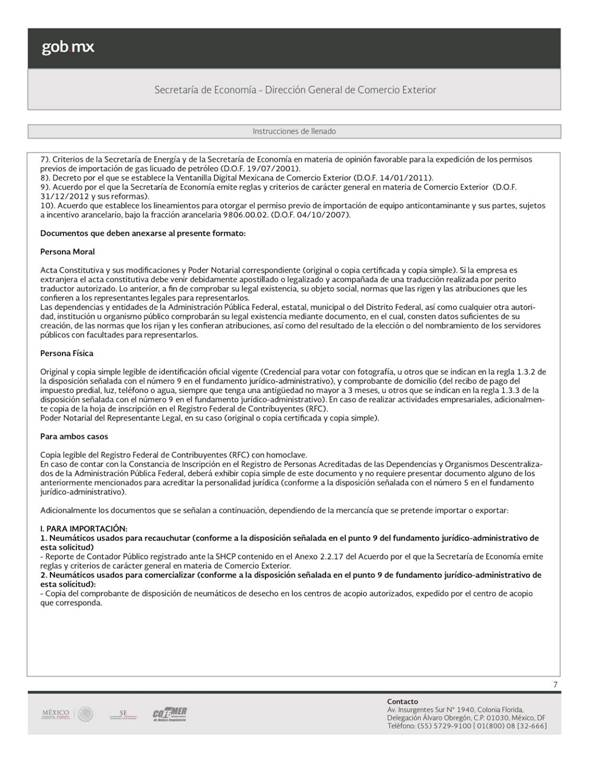 gob.mx
Secretaría de Economía - Dirección General de Comercio Exterior
Instrucciones de llenado
7). Criterios de la Secretaría de Energía y de la Secretaría de Economía en materia de opinión favorable para la expedición de los permisos
previos de importación de gas licuado de petróleo (D.O.F. 19/07/2001).
8). Decreto por el que se establece la Ventanilla Digital Mexicana de Comercio Exterior (D.O.F. 14/01/2011).
9). Acuerdo por el que la Secretaría de Economía emite reglas y criterios de carácter general en materia de Comercio Exterior (D.O.F.
31/12/2012 y sus reformas).
10). Acuerdo que establece los lineamientos para otorgar el permiso previo de importación de equipo anticontaminante y sus partes, sujetos
a incentivo arancelario, bajo la fracción arancelaria 9806.00.02. (D.O.F. 04/10/2007).
Documentos que deben anexarse al presente formato:
Persona Moral
Acta Constitutiva y sus modificaciones y Poder Notarial correspondiente (original o copia certificada y copia simple). Si la empresa es
extranjera el acta constitutiva debe venir debidamente apostillado o legalizado y acompañada de una traducción realizada por perito
traductor autorizado. Lo anterior, a fin de comprobar su legal existencia, su objeto social, normas que las rigen y las atribuciones que les
confieren a los representantes legales para representarlos.
Las dependencias y entidades de la Administración Pública Federal, estatal, municipal o del Distrito Federal, así como cualquier otra autori-
dad, institución u organismo público comprobarán su legal existencia mediante documento, en el cual, consten datos suficientes de su
creación, de las normas que los rijan y les confieran atribuciones, así como del resultado de la elección o del nombramiento de los servidores
públicos con facultades para representarlos.
Persona Física
Original y copia simple legible de identificación oficial vigente (Credencial para votar con fotografía, u otros que se indican en la regla 1.3.2 de
la disposición señalada con el número 9 en el fundamento jurídico-administrativo), y comprobante de domicilio (del recibo de pago del
impuesto predial, luz, teléfono o agua, siempre que tenga una antigüedad no mayor a 3 meses, u otros que se indican en la regla 1.3.3 de la
disposición señalada con el número 9 en el fundamento jurídico-administrativo). En caso de realizar actividades empresariales, adicionalmen-
te copia de la hoja de inscripción en el Registro Federal de Contribuyentes (RFC).
Poder Notarial del Representante Legal, en su caso (original o copia certificada y copia simple).
Para ambos casos
Copia legible del Registro Federal de Contribuyentes (RFC) con homoclave.
En caso de contar con la Constancia de Inscripción en el Registro de Personas Acreditadas de las Dependencias y Organismos Descentraliza-
dos de la Administración Pública Federal, deberá exhibir copia simple de este documento y no requiere presentar documento alguno de los
anteriormente mencionados para acreditar la personalidad jurídica (conforme a la disposición señalada con el número 5 en el fundamento
jurídico-administrativo).
Adicionalmente los documentos que se señalan a continuación, dependiendo de la mercancía que se pretende importar o exportar:
I. PARA IMPORTACIÓN:
1. Neumáticos usados para recauchutar (conforme a la disposición señalada en el punto 9 del fundamento jurídico-administrativo de
esta solicitud)
- Reporte de Contador Público registrado ante la SHCP contenido en el Anexo 2.2.17 del Acuerdo por el que la Secretaría de Economía emite
reglas y criterios de carácter general en materia de Comercio Exterior.
2. Neumáticos usados para comercializar (conforme a la disposición señalada en el punto 9 de fundamento jurídico-administrativo de
esta solicitud):
- Copia del comprobante de disposición de neumáticos de desecho en los centros de acopio autorizados, expedido por el centro de acopio
que corresponda.
7
MÉXICO
SE
Contacto
Av. Insurgentes Sur N° 1940, Colonia Florida,
Delegación Álvaro Obregón, C.P. 01030, México, DF
Teléfono: (55) 5729-9100 | 01(800) 08 [32-666]